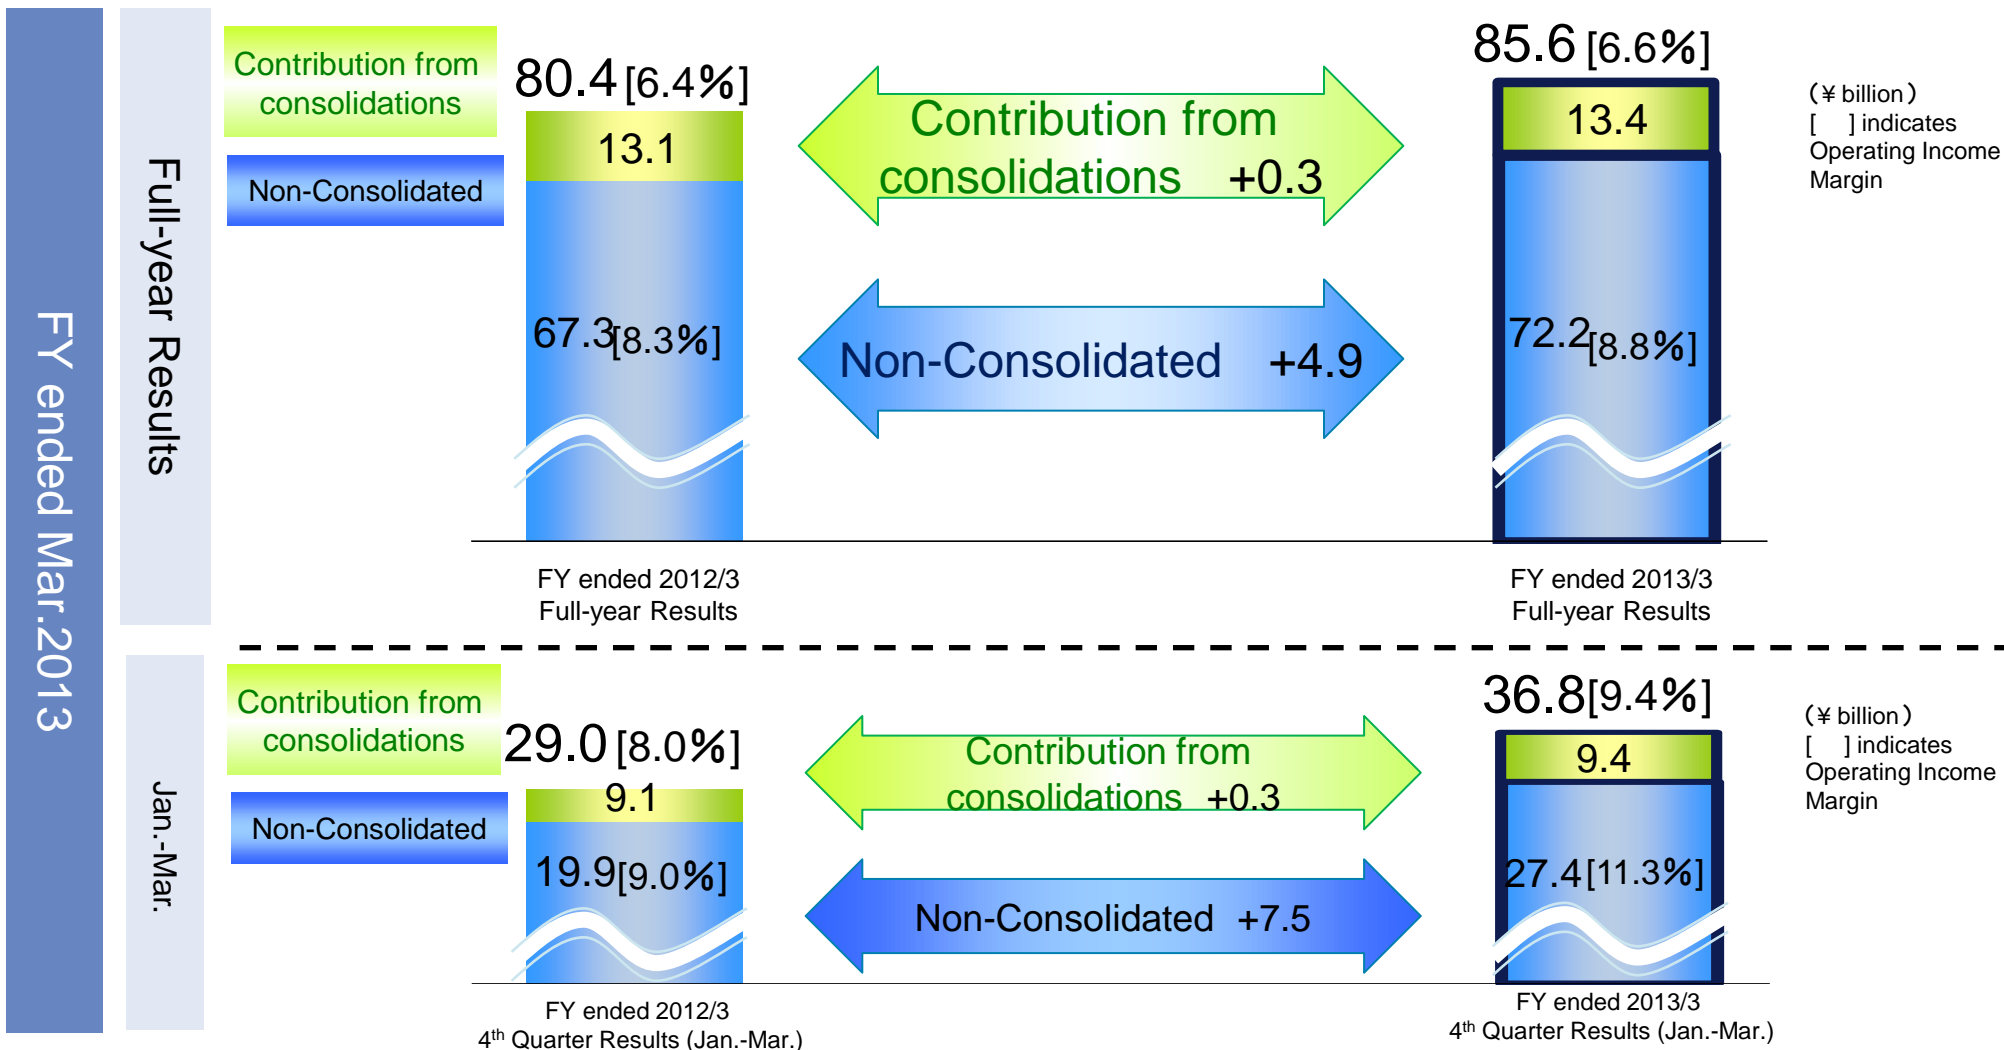 FY ended Mar.2013
Full-year Results
Contribution from
consolidations
Non-Consolidated
80.4 [6.4%]
13.1
67.3[8.3%]
Contribution from
consolidations +0.3
Non-Consolidated +4.9
85.6 [6.6%]
13.4
72.2[8.8%]
(¥ billion)
[ ] indicates
Operating Income
Margin
FY ended 2012/3
Full-year Results
FY ended 2013/3
Full-year Results
Jan.-Mar.
Contribution from
consolidations
Non-Consolidated
29.0 [8.0%]
9.1
19.9[9.0%]
Contribution from
consolidations +0.3
Non-Consolidated +7.5
36.8[9.4%]
9.4
27.4[11.3%]
(¥ billion)
[ ] indicates
Operating Income
Margin
FY ended 2012/3
4th Quarter Results (Jan.-Mar.)
FY ended 2013/3
4th Quarter Results (Jan.-Mar.)